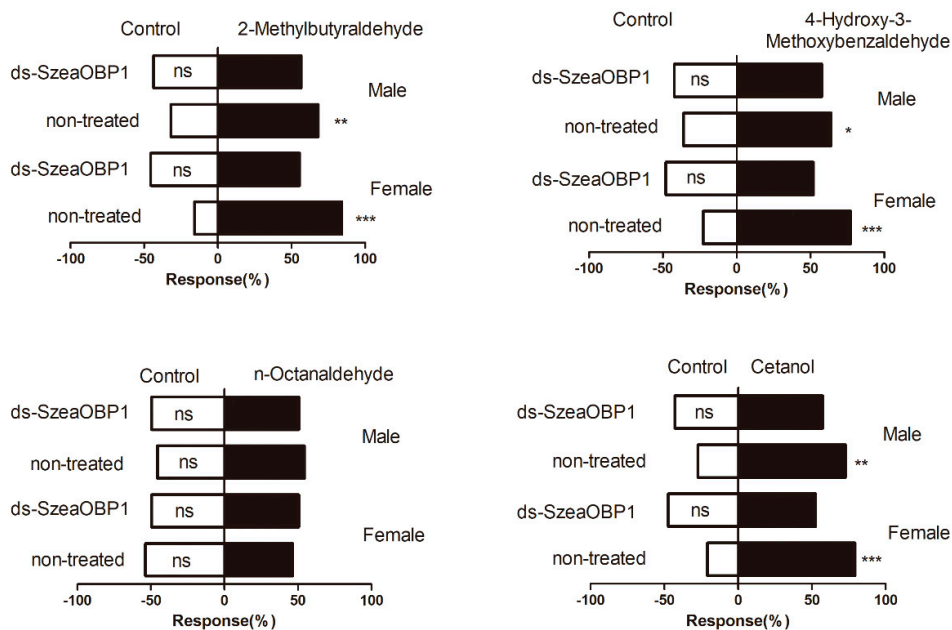 Control 2-Methylbutyraldehyde
ds-SzeaOBP1 ns
Male
non-treated **
ds-SzeaOBP1 ns
Female
non-treated ***
-100 -50 0 50 100
Response(%)
Control 4-Hydroxy-3-
Methoxybenzaldehyde
ds-SzeaOBP1 ns
Male
non-treated *
ds-SzeaOBP1 ns
Female
non-treated ***
-100 -50 0 50 100
Response(%)
Control n-Octanaldehyde
ds-SzeaOBP1 ns
Male
non-treated ns
ds-SzeaOBP1 ns
Female
non-treated ns
-100 -50 0 50 100
Response(%)
Control Cetanol
ds-SzeaOBP1 ns
Male
non-treated **
ds-SzeaOBP1 ns
Female
non-treated ***
-100 -50 0 50 100
Response(%)